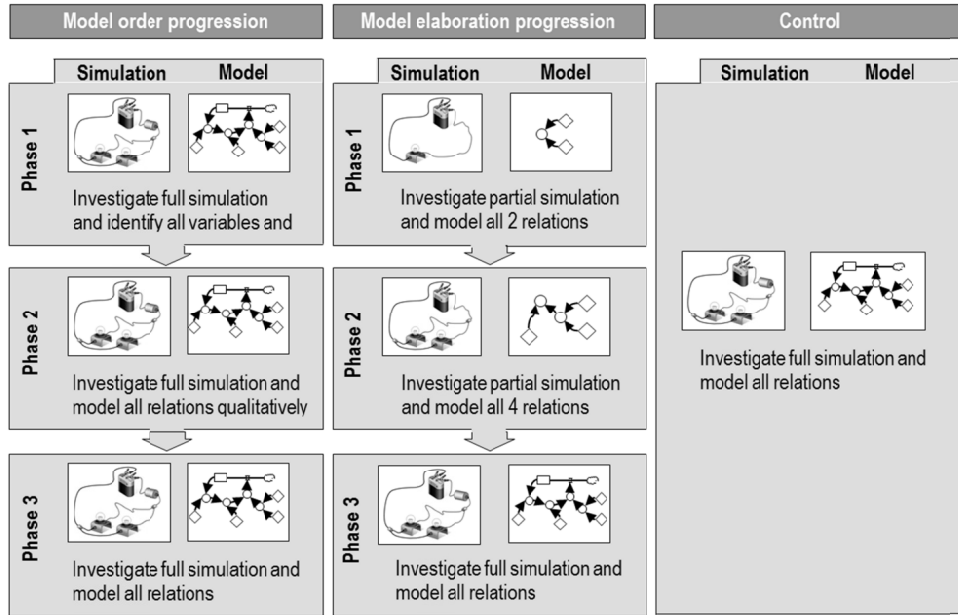 Model order progression
Simulation Model
Phase 1
Investigate full simulation
and identify all variables and
Phase 2
Investigate full simulation and
model all relations qualitatively
Phase 3
Investigate full simulation and
model all relations
Model elaboration progression
Simulation Model
Phase 1
Investigate partial simulation
and model all 2 relations
Phase 2
Investigate partial simulation
and model all 4 relations
Phase 3
Investigate full simulation and
model all relations
Control
Simulation Model
Investigate full simulation and
model all relations